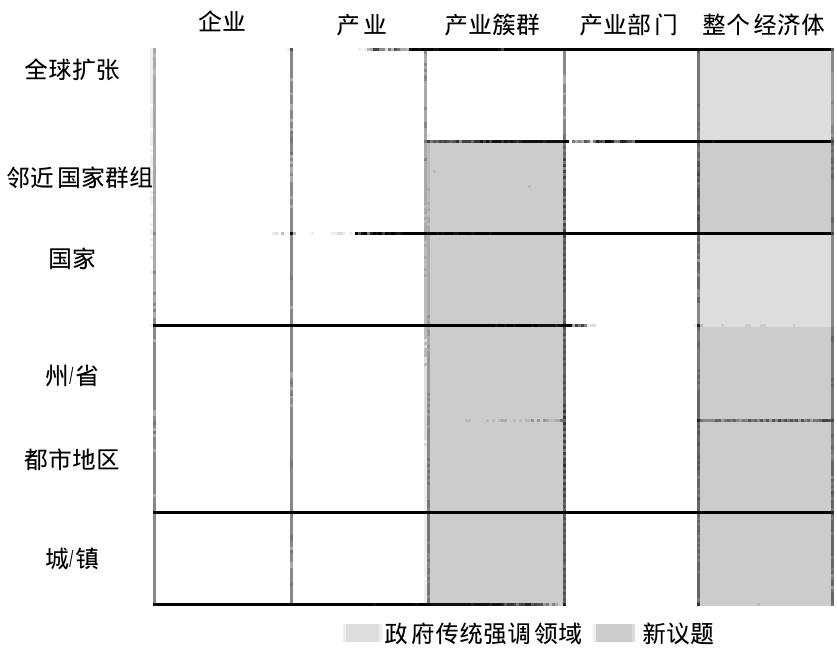 企业 产业 产业簇群 产业部门 整个经济体
全球扩张
邻近国家群组
国家
州/省
都市地区
城/镇
政府传统强调领域 新议题